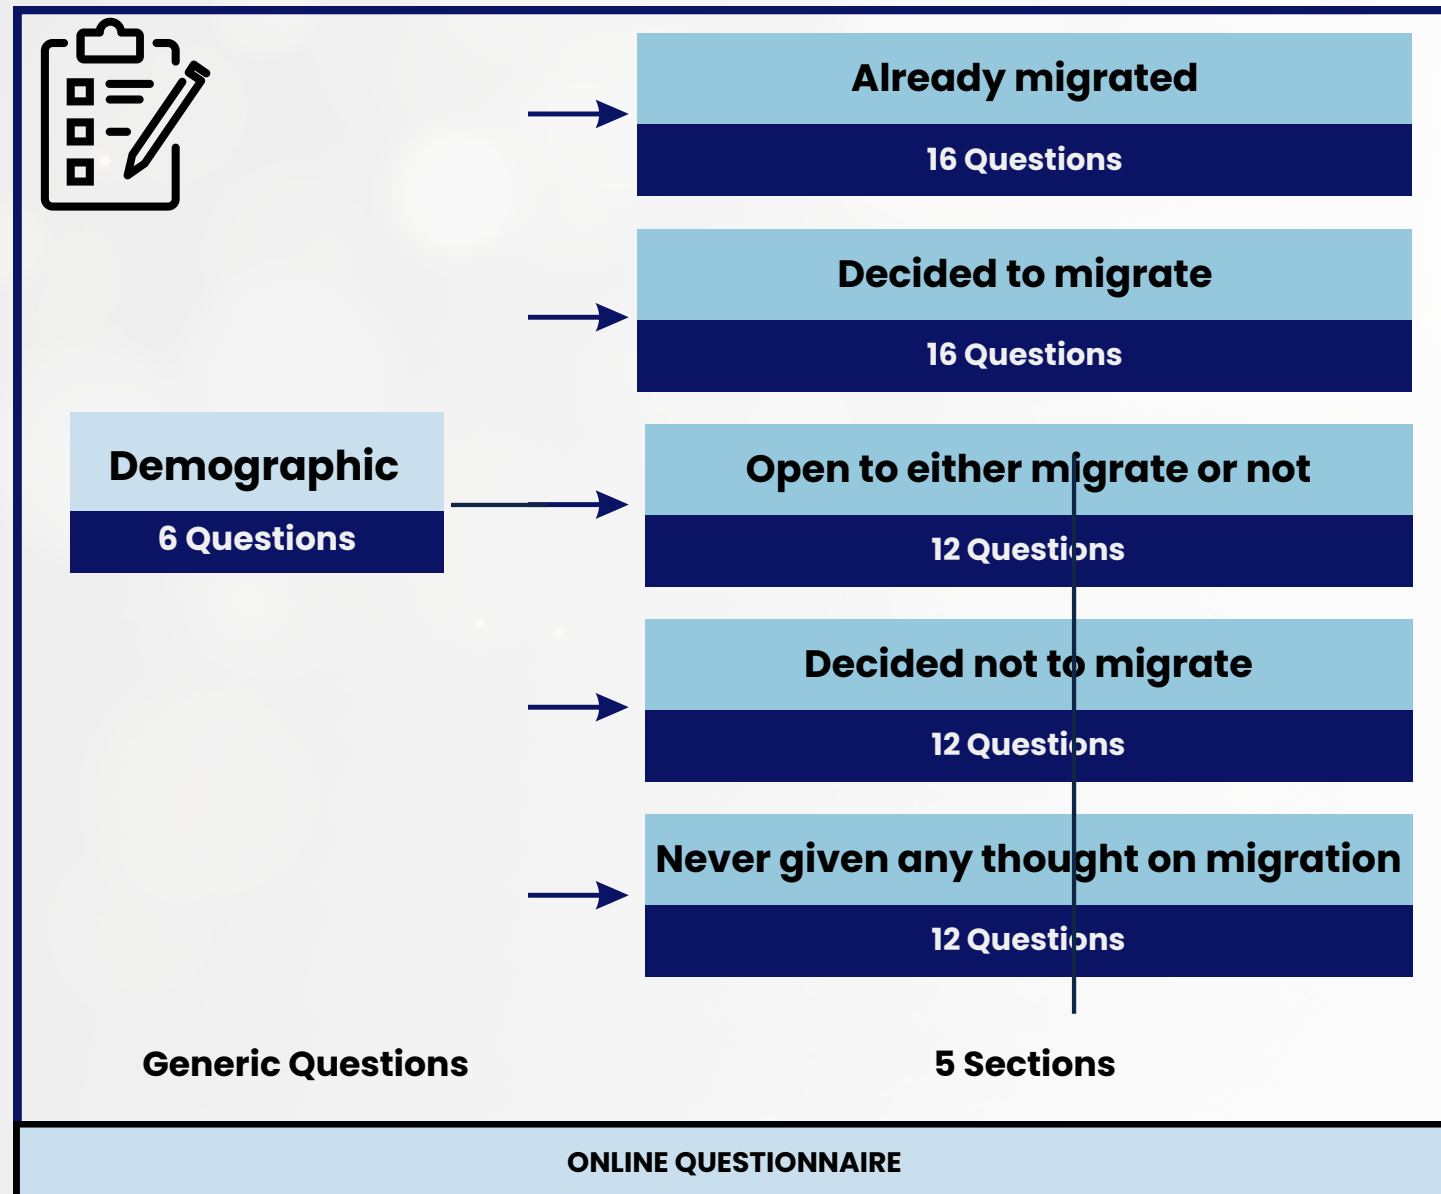 Already migrated
16 Questions
Decided to migrate
16 Questions
Demographic
6 Questions
Open to either migrate or not
12 Questions
Decided not to migrate
12 Questions
Never given any thought on migration
12 Questions
Generic Questions
5 Sections
ONLINE QUESTIONNAIRE